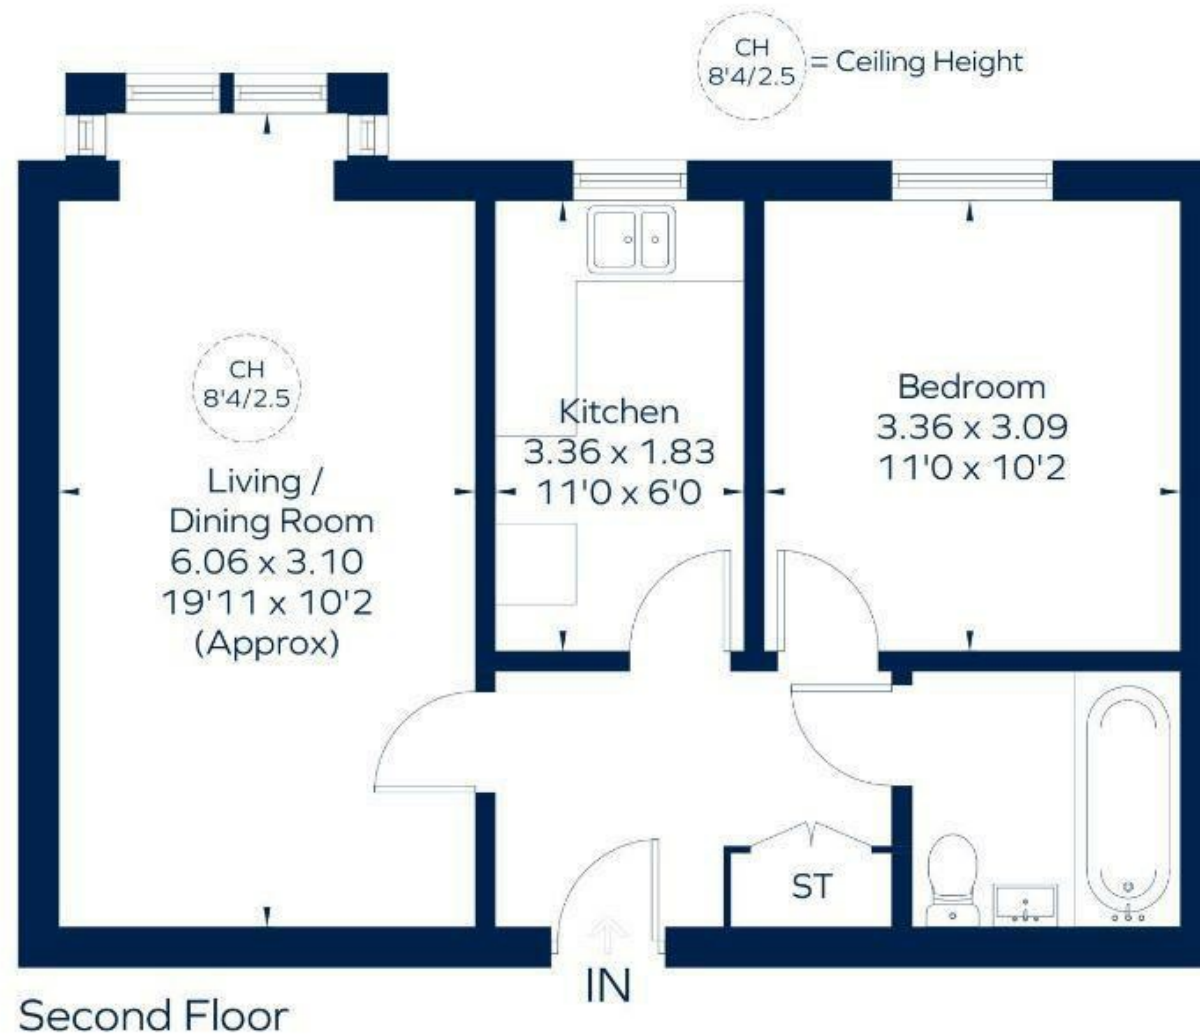 CH
8'4/2.5
= Ceiling Height
CH
8'4/2.5
Living /
Dining Room
6.06 x 3.10
19'11 x 10'2
(Approx)
Kitchen
3.36 x 1.83
11'0 x 6'0
Bedroom
3.36 x 3.09
11'0 x 10'2
ST
IN
Second Floor